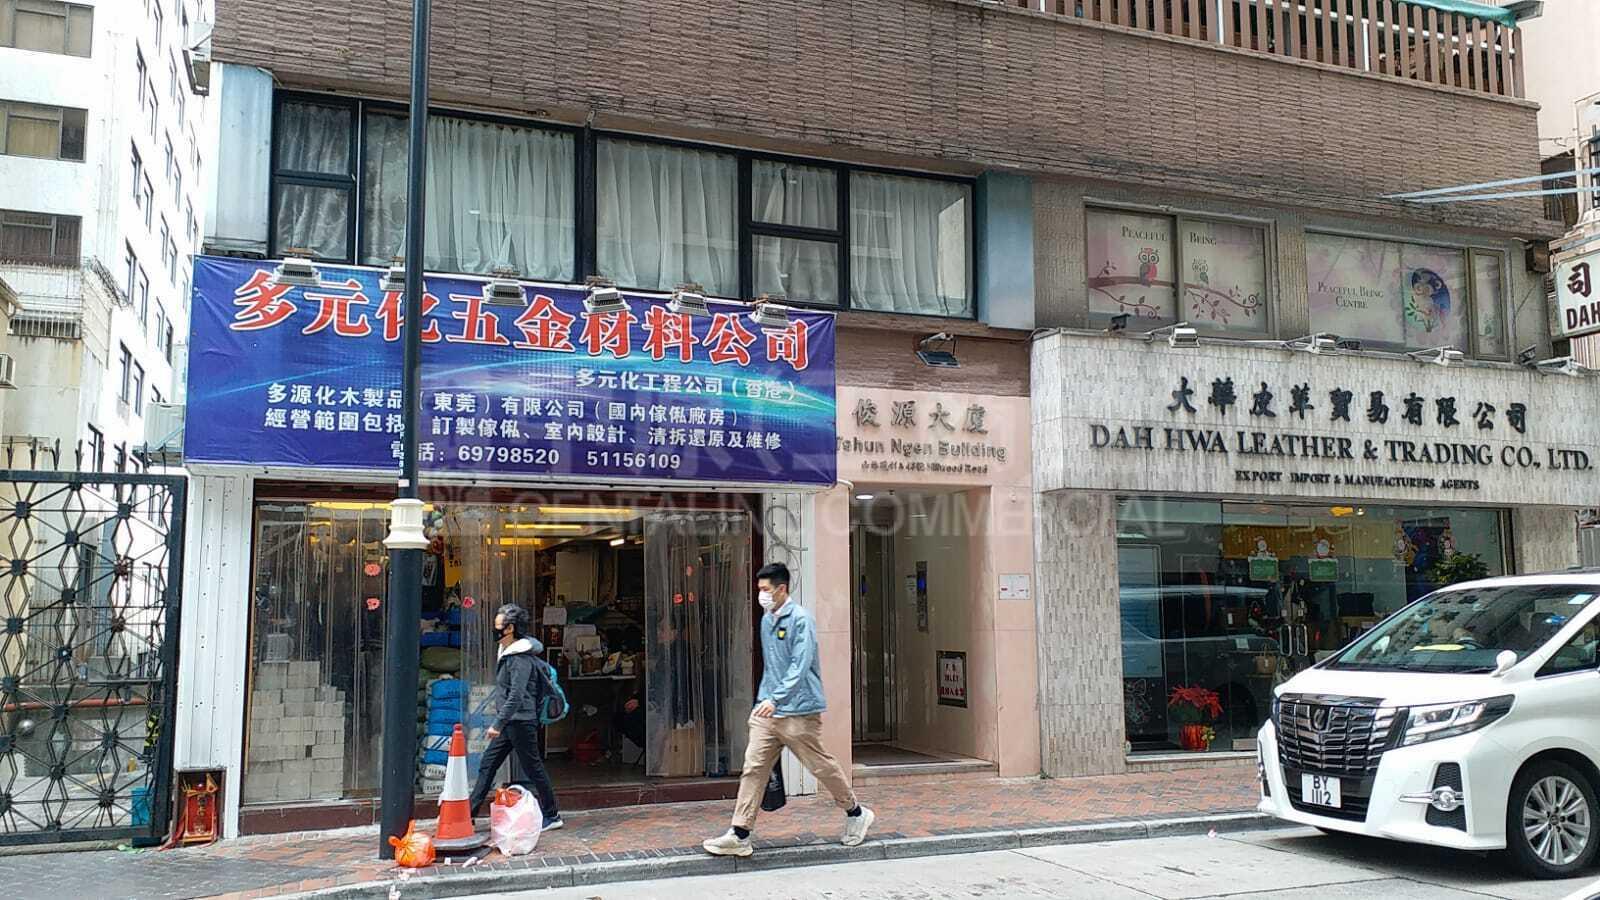 多元化五金材料公司
——多元化工程公司（香港）
多源化木製品（東莞）有限公司（國內傢俬廠房）
經營範圍包括：訂製傢俬、室內設計、清拆還原及維修
電話：69798520 51156109
俊源大廈
Tshun Ngen Building
PEACEFUL BEING
PEACEFUL BEING
CENTRE
大華皮革貿易有限公司
DAH HWA LEATHER & TRADING CO., LTD.
EXPORT IMPORT & MANUFACTURERS AGENTS
司
DAH
CENTALINE COMMERCIAL
BY
1112